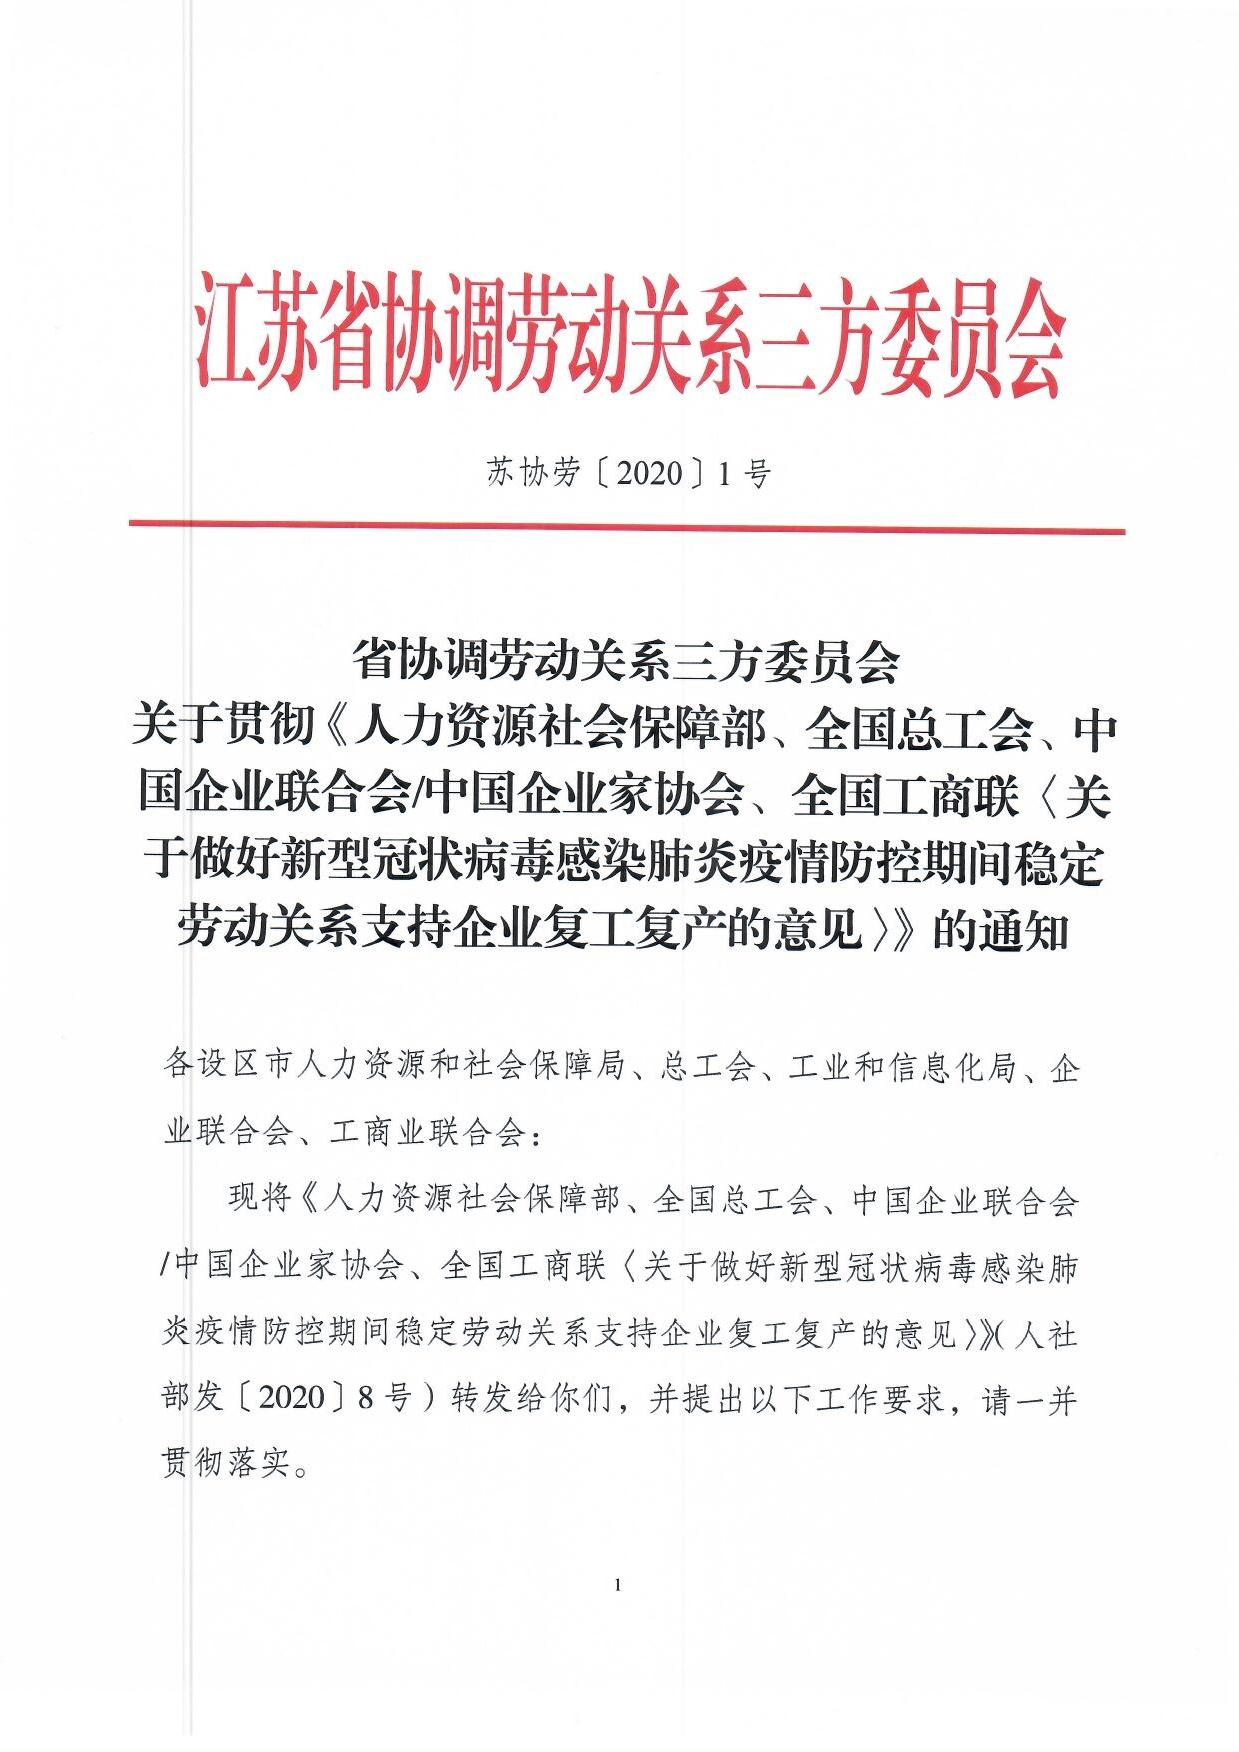 江苏省协调劳动关系三方委员会
苏协劳〔2020〕1号
省协调劳动关系三方委员会
关于贯彻《人力资源社会保障部、全国总工会、中
国企业联合会/中国企业家协会、全国工商联〈关
于做好新型冠状病毒感染肺炎疫情防控期间稳定
劳动关系支持企业复工复产的意见〉》的通知
各设区市人力资源和社会保障局、总工会、工业和信息化局、企
业联合会、工商业联合会：
现将《人力资源社会保障部、全国总工会、中国企业联合会
/中国企业家协会、全国工商联〈关于做好新型冠状病毒感染肺
炎疫情防控期间稳定劳动关系支持企业复工复产的意见〉》（人社
部发〔2020〕8号）转发给你们，并提出以下工作要求，请一并
贯彻落实。
1